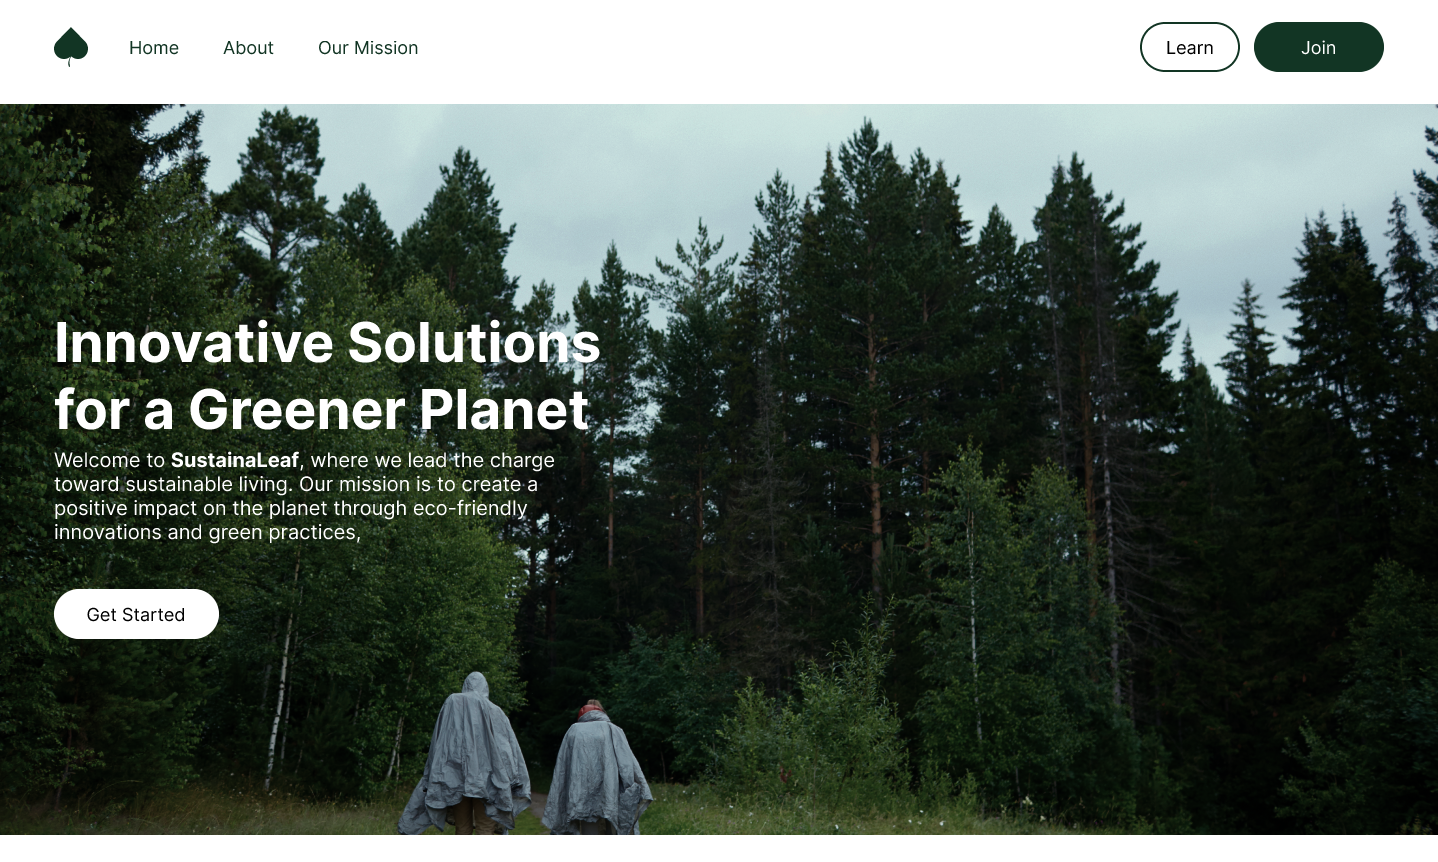 Home About Our Mission Learn Join
Innovative Solutions
for a Greener Planet
Welcome to SustainaLeaf, where we lead the charge
toward sustainable living. Our mission is to create a
positive impact on the planet through eco-friendly
innovations and green practices,
Get Started